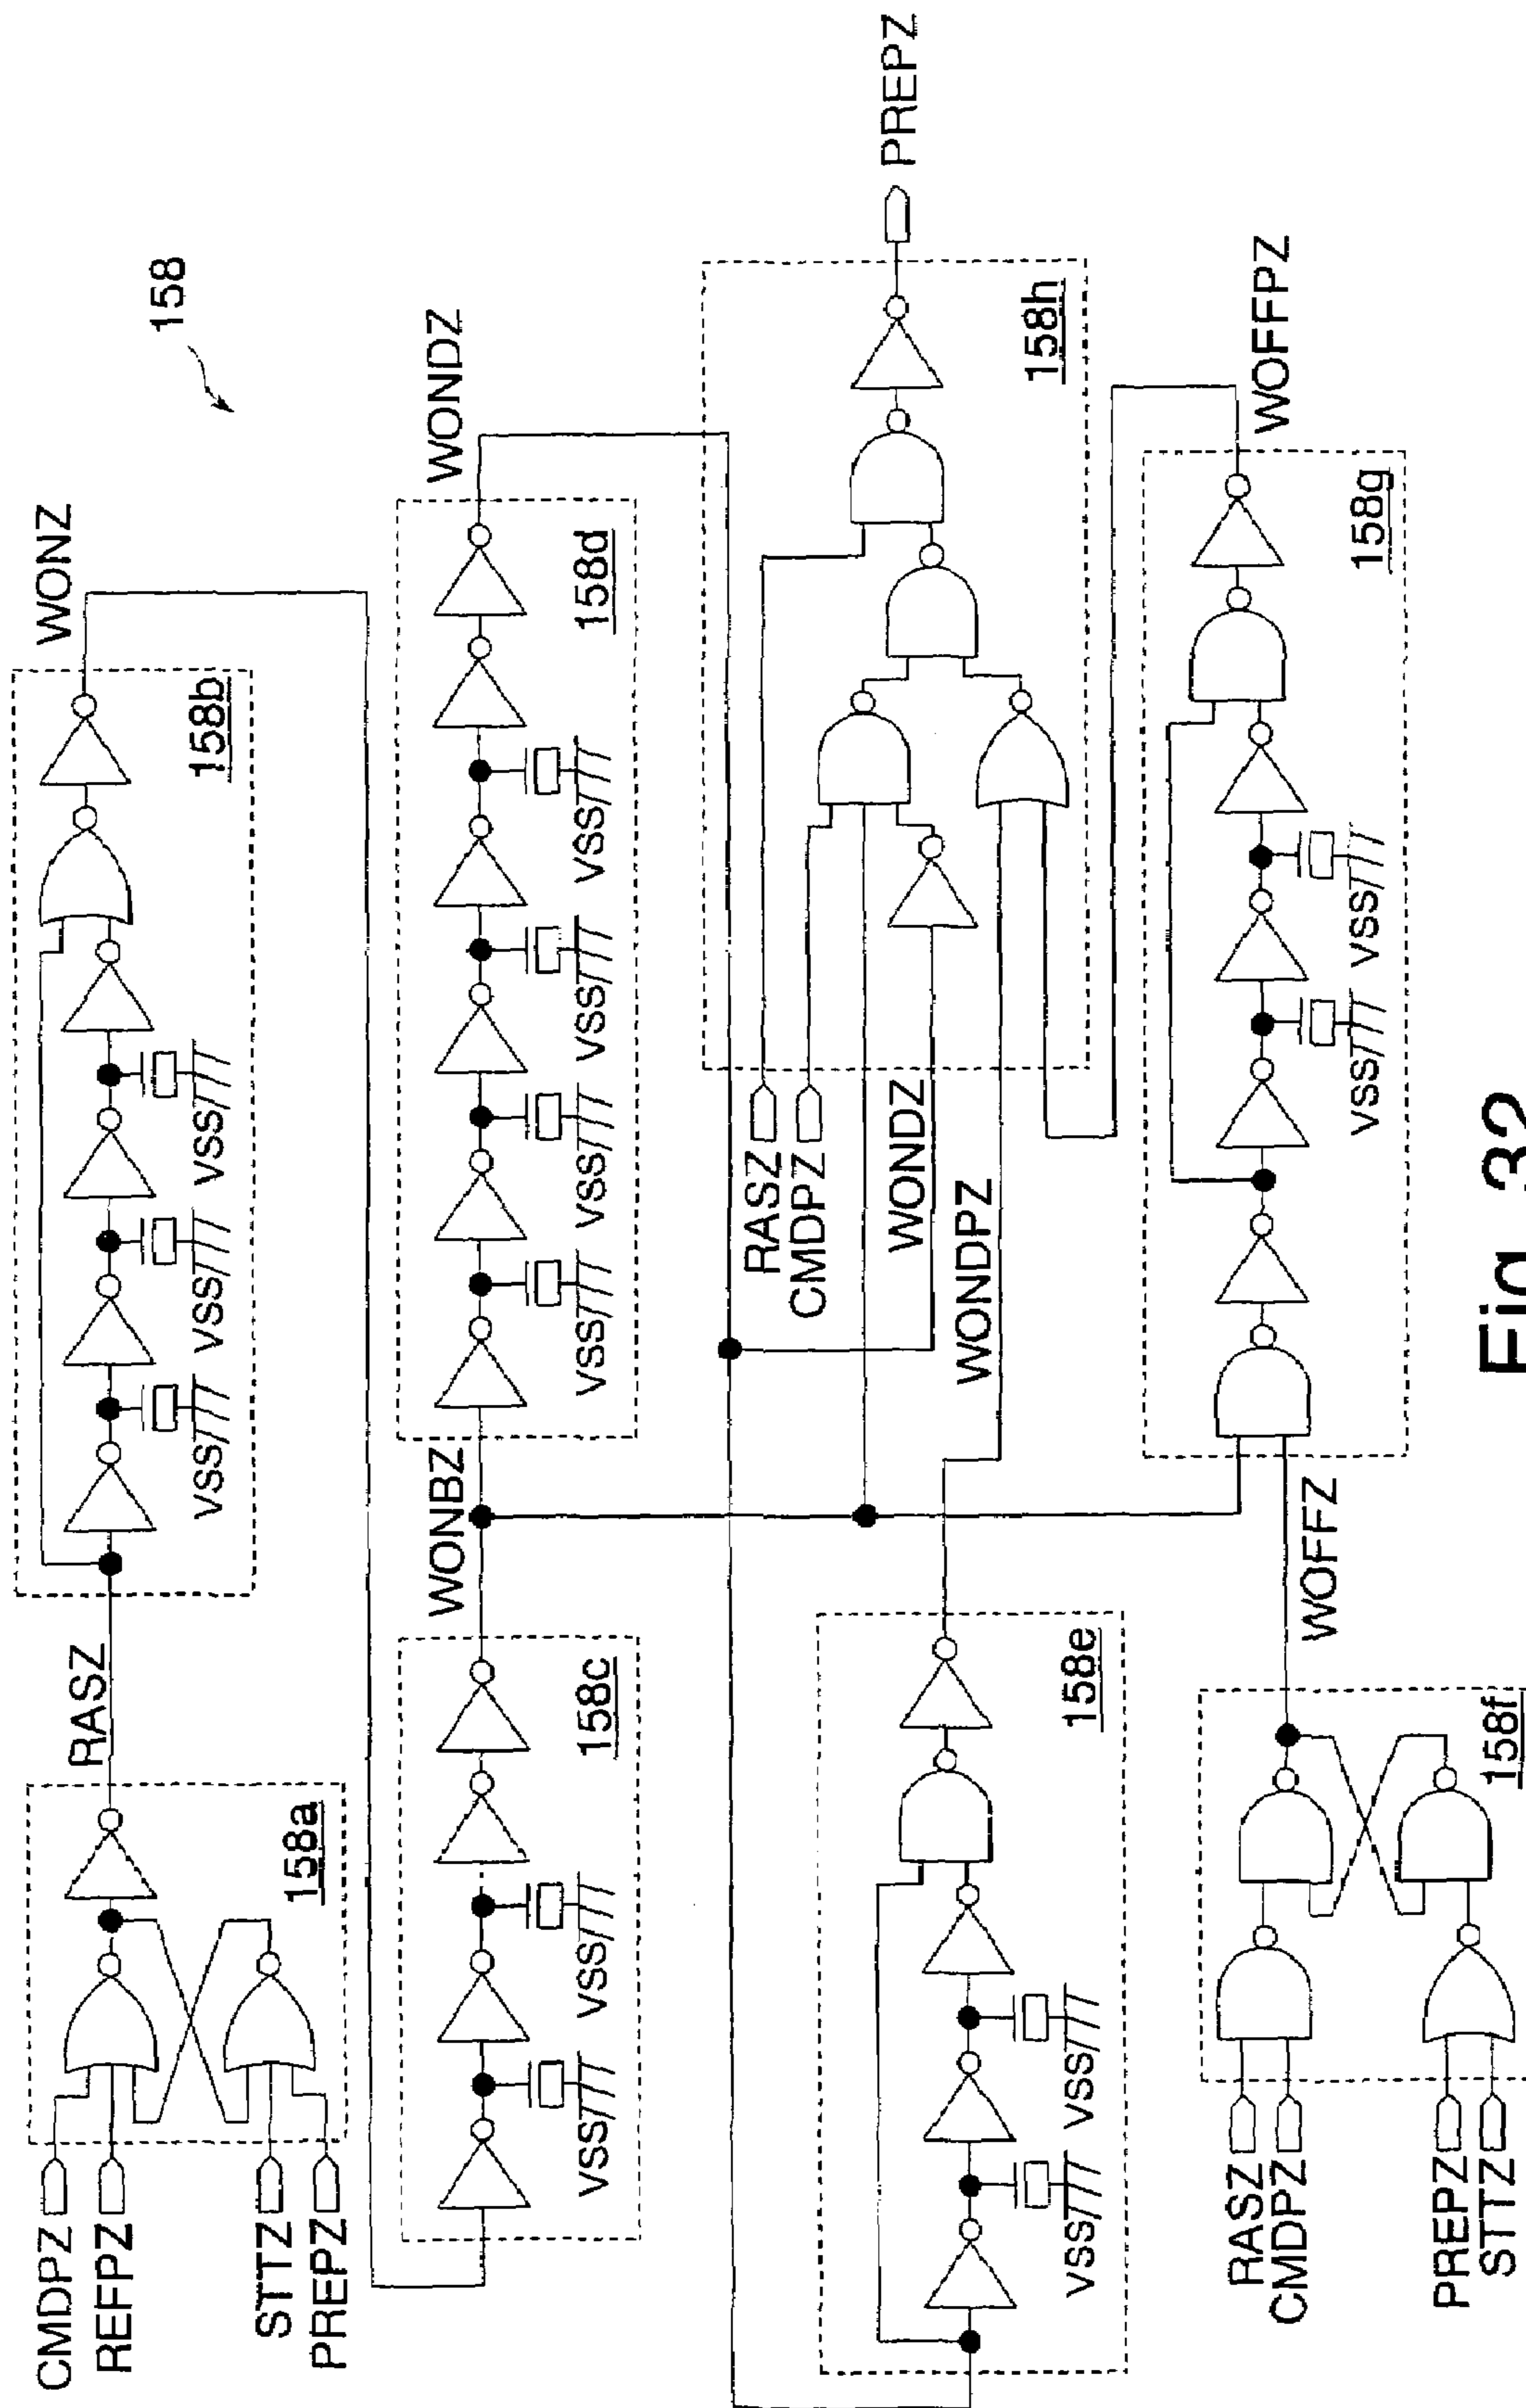 158
CMDPZ
REFPZ
STTZ
PREPZ
158a
RASZ
VSS
VSS
VSS
158b
WONZ
VSS
VSS
158c
WONBZ
VSS
VSS
VSS
VSS
158d
WONDZ
RASZ
CMDPZ
WONDZ
WONDPZ
158h
PREPZ
VSS
VSS
158e
RASZ
CMDPZ
PREPZ
STTZ
158f
WOFFZ
VSS
VSS
158g
WOFFPZ
Fig. 32